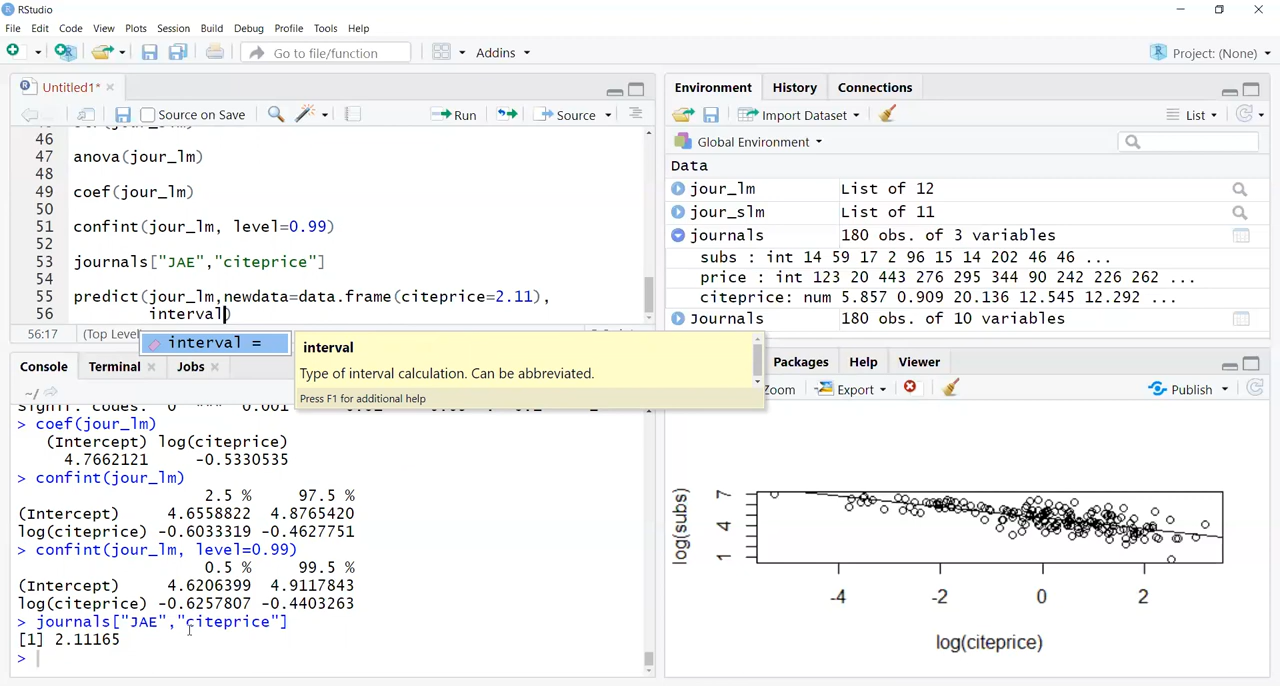 RStudio
File Edit Code View Plots Session Build Debug Profile Tools Help
Go to file/function Addins Project: (None)
Untitled1*
Source on Save Run Source
46
47 anova(jour_lm)
48
49 coef(jour_lm)
50
51 confint(jour_lm, level=0.99)
52
53 journals["JAE","citeprice"]
54
55 predict(jour_lm,newdata=data.frame(citeprice=2.11),
56 interval)
56:17 (Top Level
interval =
interval
Type of interval calculation. Can be abbreviated.
Press F1 for additional help
Console Terminal Jobs
~/
Signif. codes: 0 *** 0.001
> coef(jour_lm)
(Intercept) log(citeprice)
4.7662121 -0.5330535
> confint(jour_lm)
2.5 % 97.5 %
(Intercept) 4.6558822 4.8765420
log(citeprice) -0.6033319 -0.4627751
> confint(jour_lm, level=0.99)
0.5 % 99.5 %
(Intercept) 4.6206399 4.9117843
log(citeprice) -0.6257807 -0.4403263
> journals["JAE","citeprice"]
[1] 2.11165
>
Environment History Connections
Import Dataset List
Global Environment
Data
jour_lm List of 12
jour_slm List of 11
journals 180 obs. of 3 variables
subs : int 14 59 17 2 96 15 14 202 46 46 ...
price : int 123 20 443 276 295 344 90 242 226 262 ...
citeprice: num 5.857 0.909 20.136 12.545 12.292 ...
Journals 180 obs. of 10 variables
Packages Help Viewer
Zoom Export Publish
log(subs)
7
4
1
-4 -2 0 2
log(citeprice)